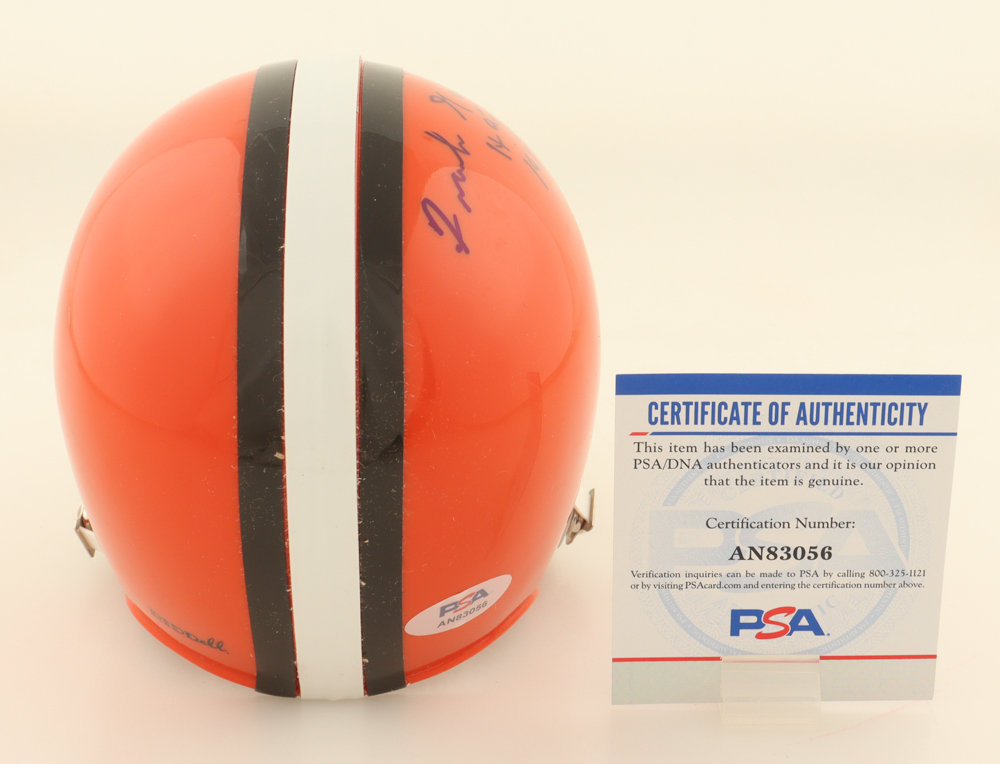 Frank
PSA
AN83056
Riddell
CERTIFICATE OF AUTHENTICITY
This item has been examined by one or more
PSA/DNA authenticators and it is our opinion
that the item is genuine.
Certification Number:
AN83056
Verification inquiries can be made to PSA by calling 800-325-1121
or by visiting PSAcard.com and entering the certification number above.
PSA